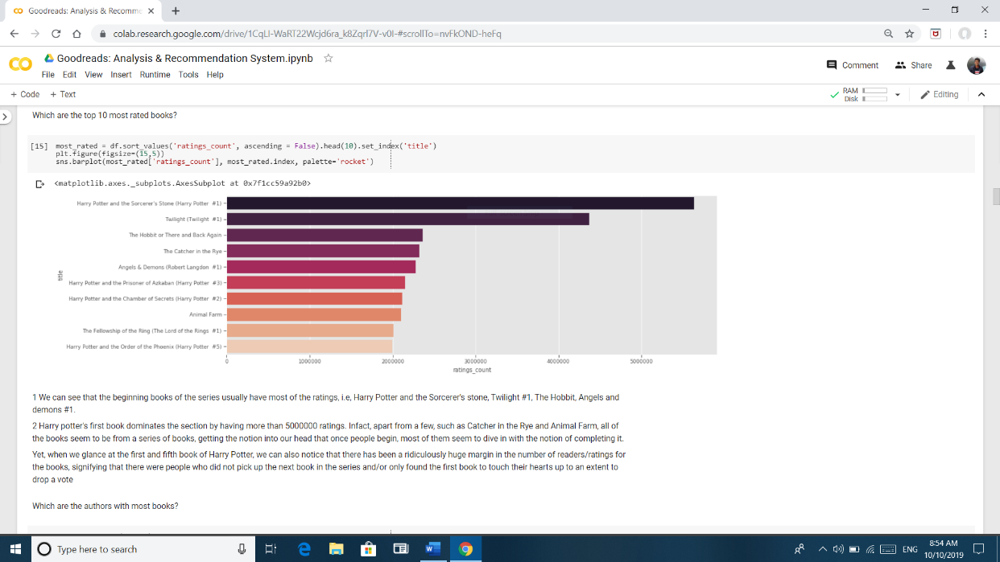 Goodreads: Analysis & Recomme
colab.research.google.com/drive/1CqLI-WaRT22Wcjd6ra_k8Zqrl7V-v0I-#scrollTo=nvFkOND-heFq
Goodreads: Analysis & Recommendation System.ipynb
Comment Share
File Edit View Insert Runtime Tools Help
+ Code + Text
RAM
Disk
Editing
Which are the top 10 most rated books?
[15] most_rated = df.sort_values('ratings_count', ascending = False).head(10).set_index('title')
plt.figure(figsize=(15,5))
sns.barplot(most_rated['ratings_count'], most_rated.index, palette='rocket')
<matplotlib.axes._subplots.AxesSubplot at 0x7f1cc59a92b0>
Harry Potter and the Sorcerer's Stone (Harry Potter #1)
Twilight (Twilight #1)
The Hobbit or There and Back Again
The Catcher in the Rye
Angels & Demons (Robert Langdon #1)
title
Harry Potter and the Prisoner of Azkaban (Harry Potter #3)
Harry Potter and the Chamber of Secrets (Harry Potter #2)
Animal Farm
The Fellowship of the Ring (The Lord of the Rings #1)
Harry Potter and the Order of the Phoenix (Harry Potter #5)
0 1000000 2000000 3000000 4000000 5000000
ratings_count
1 We can see that the beginning books of the series usually have most of the ratings, i.e, Harry Potter and the Sorcerer's stone, Twilight #1, The Hobbit, Angels and
demons #1.
2 Harry potter's first book dominates the section by having more than 5000000 ratings. Infact, apart from a few, such as Catcher in the Rye and Animal Farm, all of
the books seem to be from a series of books, getting the notion into our head that once people begin, most of them seem to dive in with the notion of completing it.
Yet, when we glance at the first and fifth book of Harry Potter, we can also notice that there has been a ridiculously huge margin in the number of readers/ratings for
the books, signifying that there were people who did not pick up the next book in the series and/or only found the first book to touch their hearts up to an extent to
drop a vote
Which are the authors with most books?
Type here to search
ENG
8:54 AM
10/10/2019